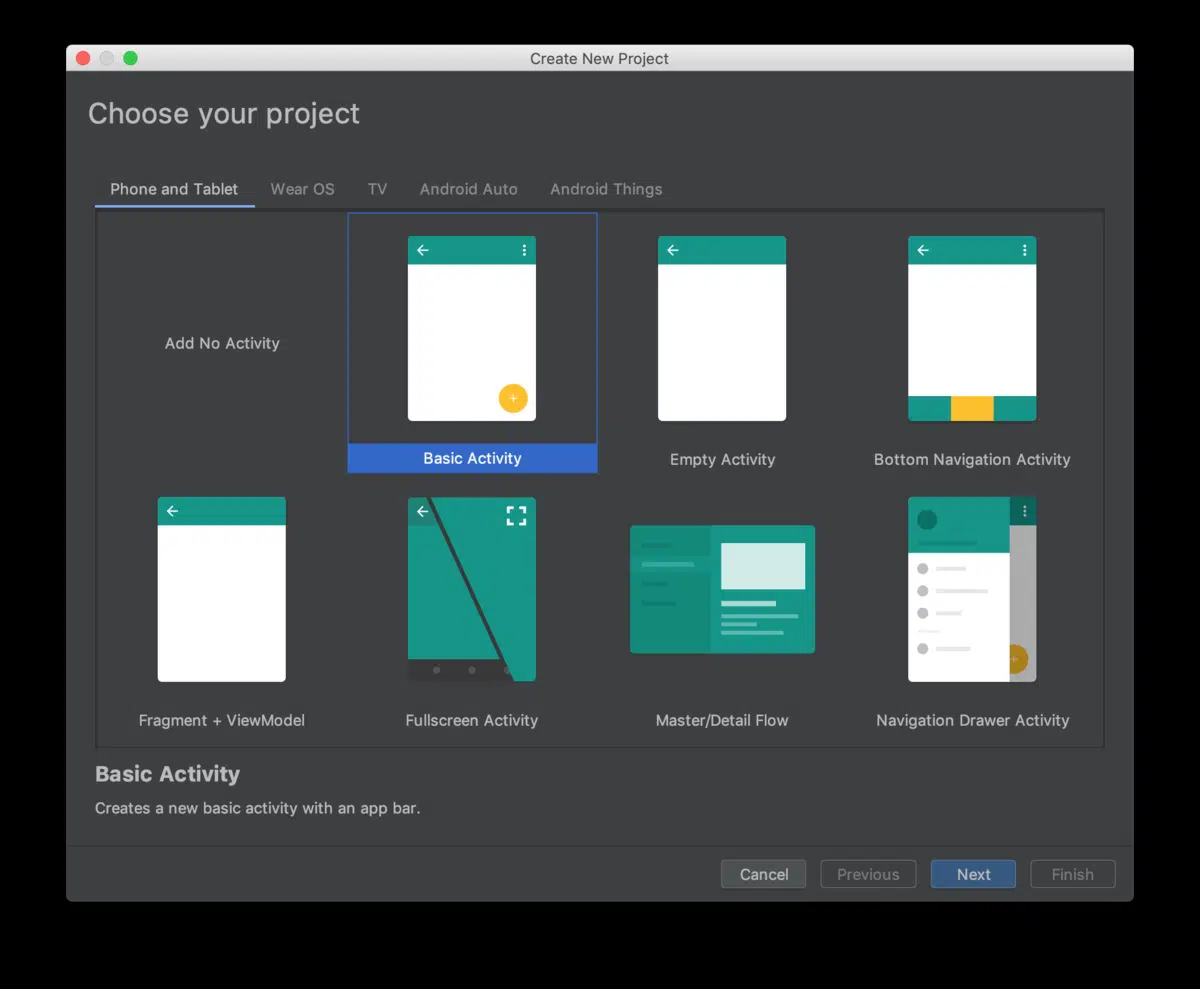 Create New Project
Choose your project
Phone and Tablet Wear OS TV Android Auto Android Things
Add No Activity
Basic Activity Empty Activity Bottom Navigation Activity
Fragment + ViewModel Fullscreen Activity Master/Detail Flow Navigation Drawer Activity
Basic Activity
Creates a new basic activity with an app bar.
Cancel Previous Next Finish